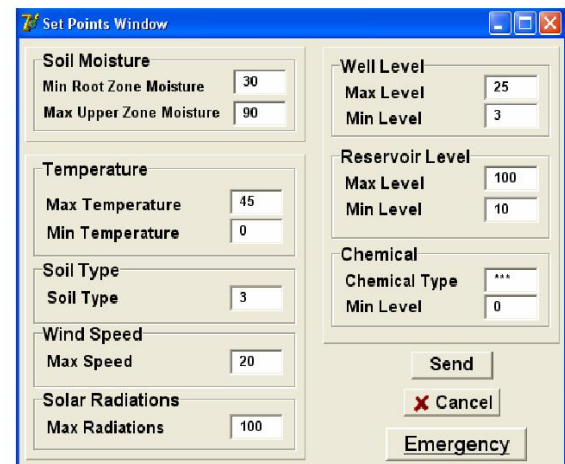 Set Points Window
Soil Moisture
Min Root Zone Moisture 30
Max Upper Zone Moisture 90
Temperature
Max Temperature 45
Min Temperature 0
Soil Type
Soil Type 3
Wind Speed
Max Speed 20
Solar Radiations
Max Radiations 100
Well Level
Max Level 25
Min Level 3
Reservoir Level
Max Level 100
Min Level 10
Chemical
Chemical Type ***
Min Level 0
Send
Cancel
Emergency